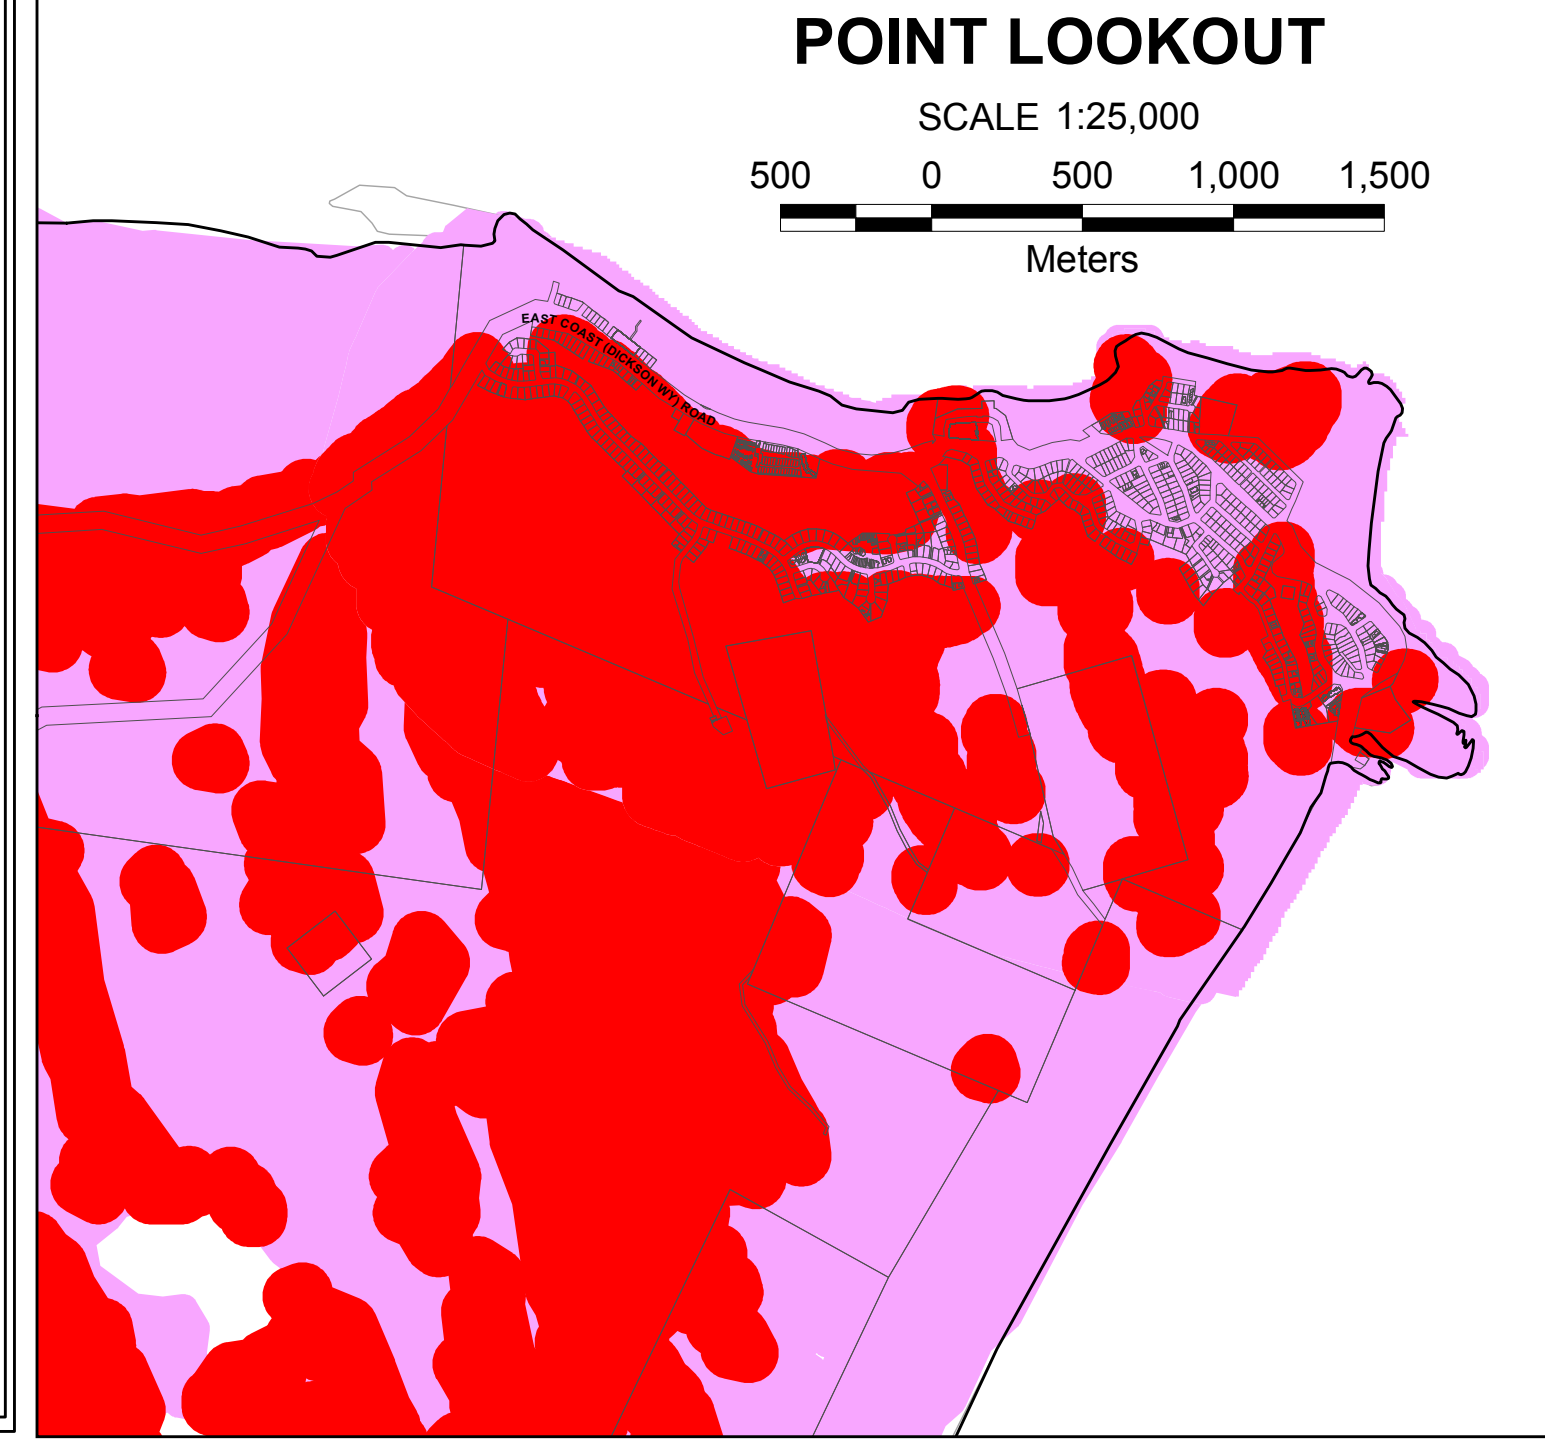 POINT LOOKOUT
SCALE 1:25,000
500 0 500 1,000 1,500
Meters
EAST COAST (DICKSON WY) ROAD